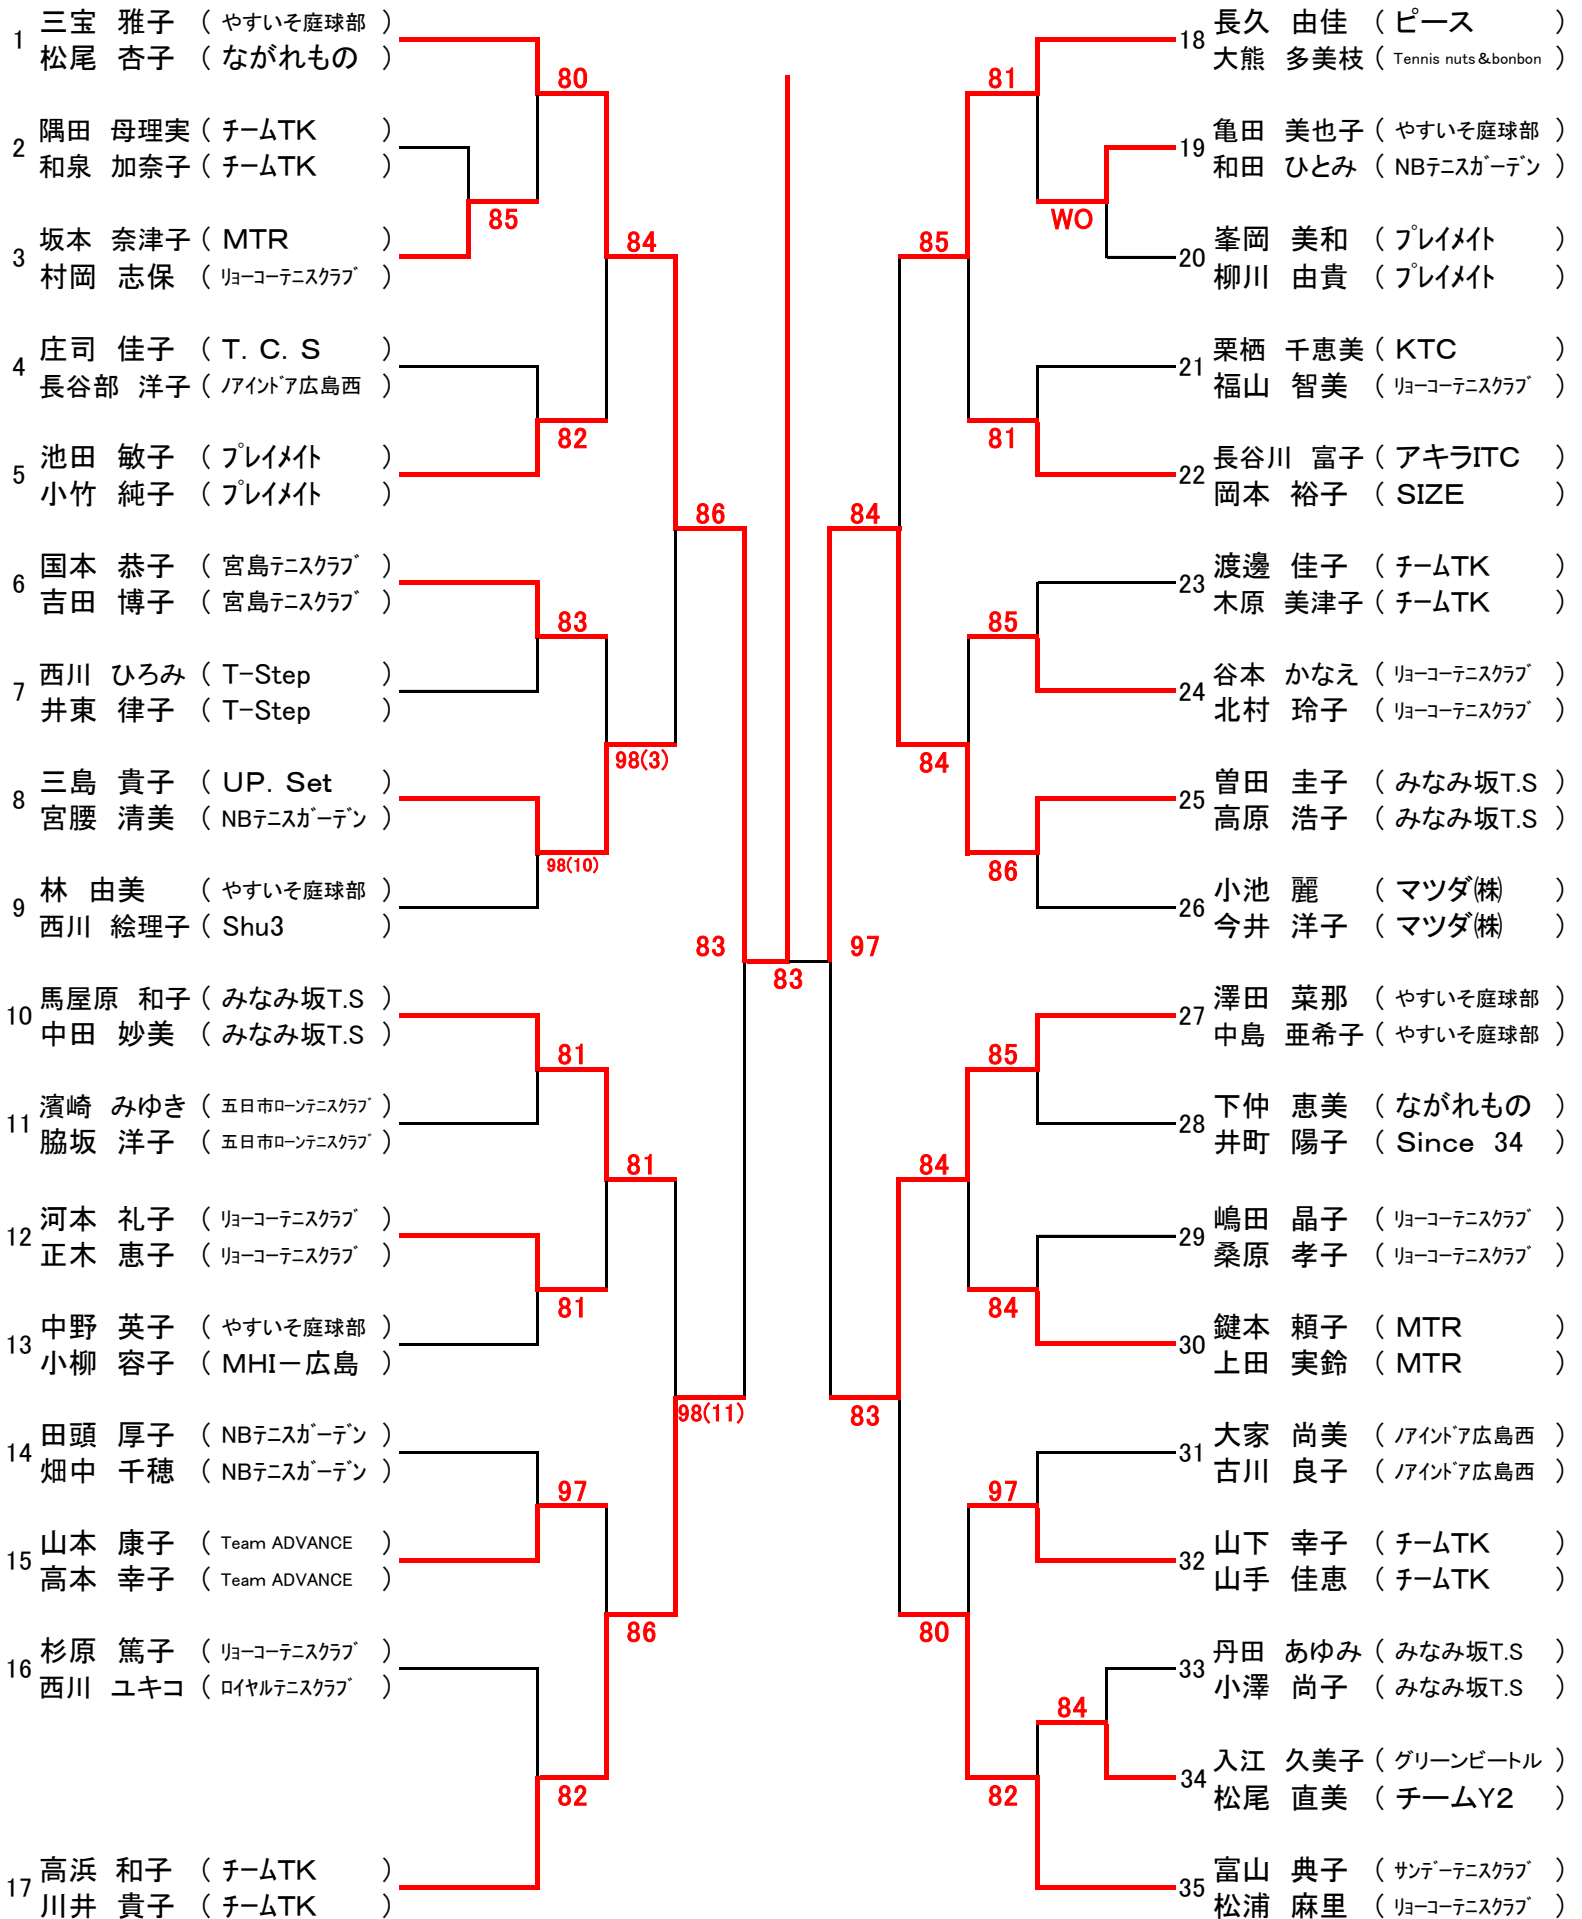 1 三宝 雅子 ( やすいそ庭球部 )
松尾 杏子 ( ながれもの )
2 隅田 母理実 ( チームTK )
和泉 加奈子 ( チームTK )
3 坂本 奈津子 ( MTR )
村岡 志保 ( リョーコーテニスクラブ )
4 庄司 佳子 ( T. C. S )
長谷部 洋子 ( ノアインドア広島西 )
5 池田 敏子 ( プレイメイト )
小竹 純子 ( プレイメイト )
6 国本 恭子 ( 宮島テニスクラブ )
吉田 博子 ( 宮島テニスクラブ )
7 西川 ひろみ ( T-Step )
井東 律子 ( T-Step )
8 三島 貴子 ( UP. Set )
宮腰 清美 ( NBテニスガーデン )
9 林 由美 ( やすいそ庭球部 )
西川 絵理子 ( Shu3 )
10 馬屋原 和子 ( みなみ坂T.S )
中田 妙美 ( みなみ坂T.S )
11 濱崎 みゆき ( 五日市ローンテニスクラブ )
脇坂 洋子 ( 五日市ローンテニスクラブ )
12 河本 礼子 ( リョーコーテニスクラブ )
正木 恵子 ( リョーコーテニスクラブ )
13 中野 英子 ( やすいそ庭球部 )
小柳 容子 ( MHI-広島 )
14 田頭 厚子 ( NBテニスガーデン )
畑中 千穂 ( NBテニスガーデン )
15 山本 康子 ( Team ADVANCE )
高本 幸子 ( Team ADVANCE )
16 杉原 篤子 ( リョーコーテニスクラブ )
西川 ユキコ ( ロイヤルテニスクラブ )
17 高浜 和子 ( チームTK )
川井 貴子 ( チームTK )
80
85
84
82
86
83
98(3)
98(10)
83
81
81
81
98(11)
97
86
82
83
81
WO
85
81
84
85
84
86
97
85
84
84
83
97
80
84
82
18 長久 由佳 ( ピース )
大熊 多美枝 ( Tennis nuts&bonbon )
19 亀田 美也子 ( やすいそ庭球部 )
和田 ひとみ ( NBテニスガーデン )
20 峯岡 美和 ( プレイメイト )
柳川 由貴 ( プレイメイト )
21 栗栖 千恵美 ( KTC )
福山 智美 ( リョーコーテニスクラブ )
22 長谷川 富子 ( アキラITC )
岡本 裕子 ( SIZE )
23 渡邊 佳子 ( チームTK )
木原 美津子 ( チームTK )
24 谷本 かなえ ( リョーコーテニスクラブ )
北村 玲子 ( リョーコーテニスクラブ )
25 曽田 圭子 ( みなみ坂T.S )
高原 浩子 ( みなみ坂T.S )
26 小池 麗 ( マツダ㈱ )
今井 洋子 ( マツダ㈱ )
27 澤田 菜那 ( やすいそ庭球部 )
中島 亜希子 ( やすいそ庭球部 )
28 下仲 恵美 ( ながれもの )
井町 陽子 ( Since 34 )
29 嶋田 晶子 ( リョーコーテニスクラブ )
桑原 孝子 ( リョーコーテニスクラブ )
30 鍵本 頼子 ( MTR )
上田 実鈴 ( MTR )
31 大家 尚美 ( ノアインドア広島西 )
古川 良子 ( ノアインドア広島西 )
32 山下 幸子 ( チームTK )
山手 佳恵 ( チームTK )
33 丹田 あゆみ ( みなみ坂T.S )
小澤 尚子 ( みなみ坂T.S )
34 入江 久美子 ( グリーンビートル )
松尾 直美 ( チームY2 )
35 富山 典子 ( サンデーテニスクラブ )
松浦 麻里 ( リョーコーテニスクラブ )